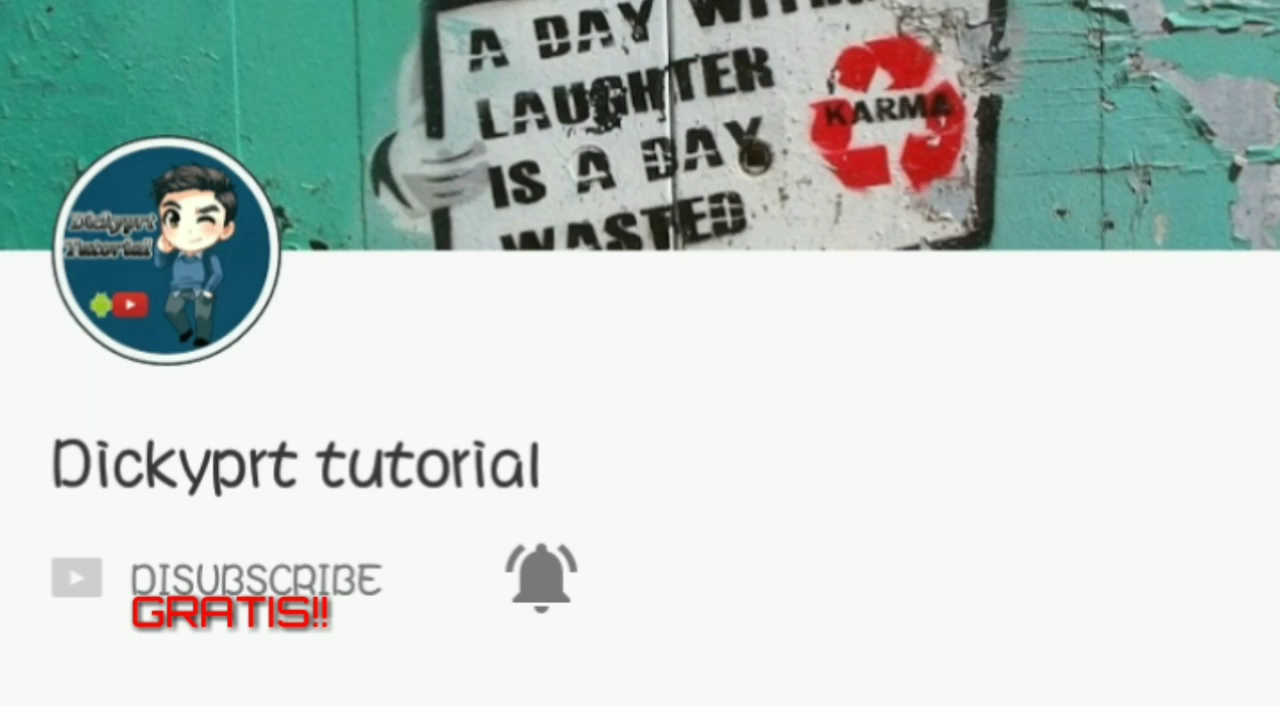 A DAY
LAUGHTER
IS A DAY
WASTED
KARMA
Dickyprt
Tutorial
Dickyprt tutorial
DISUBSCRIBE
GRATIS!!